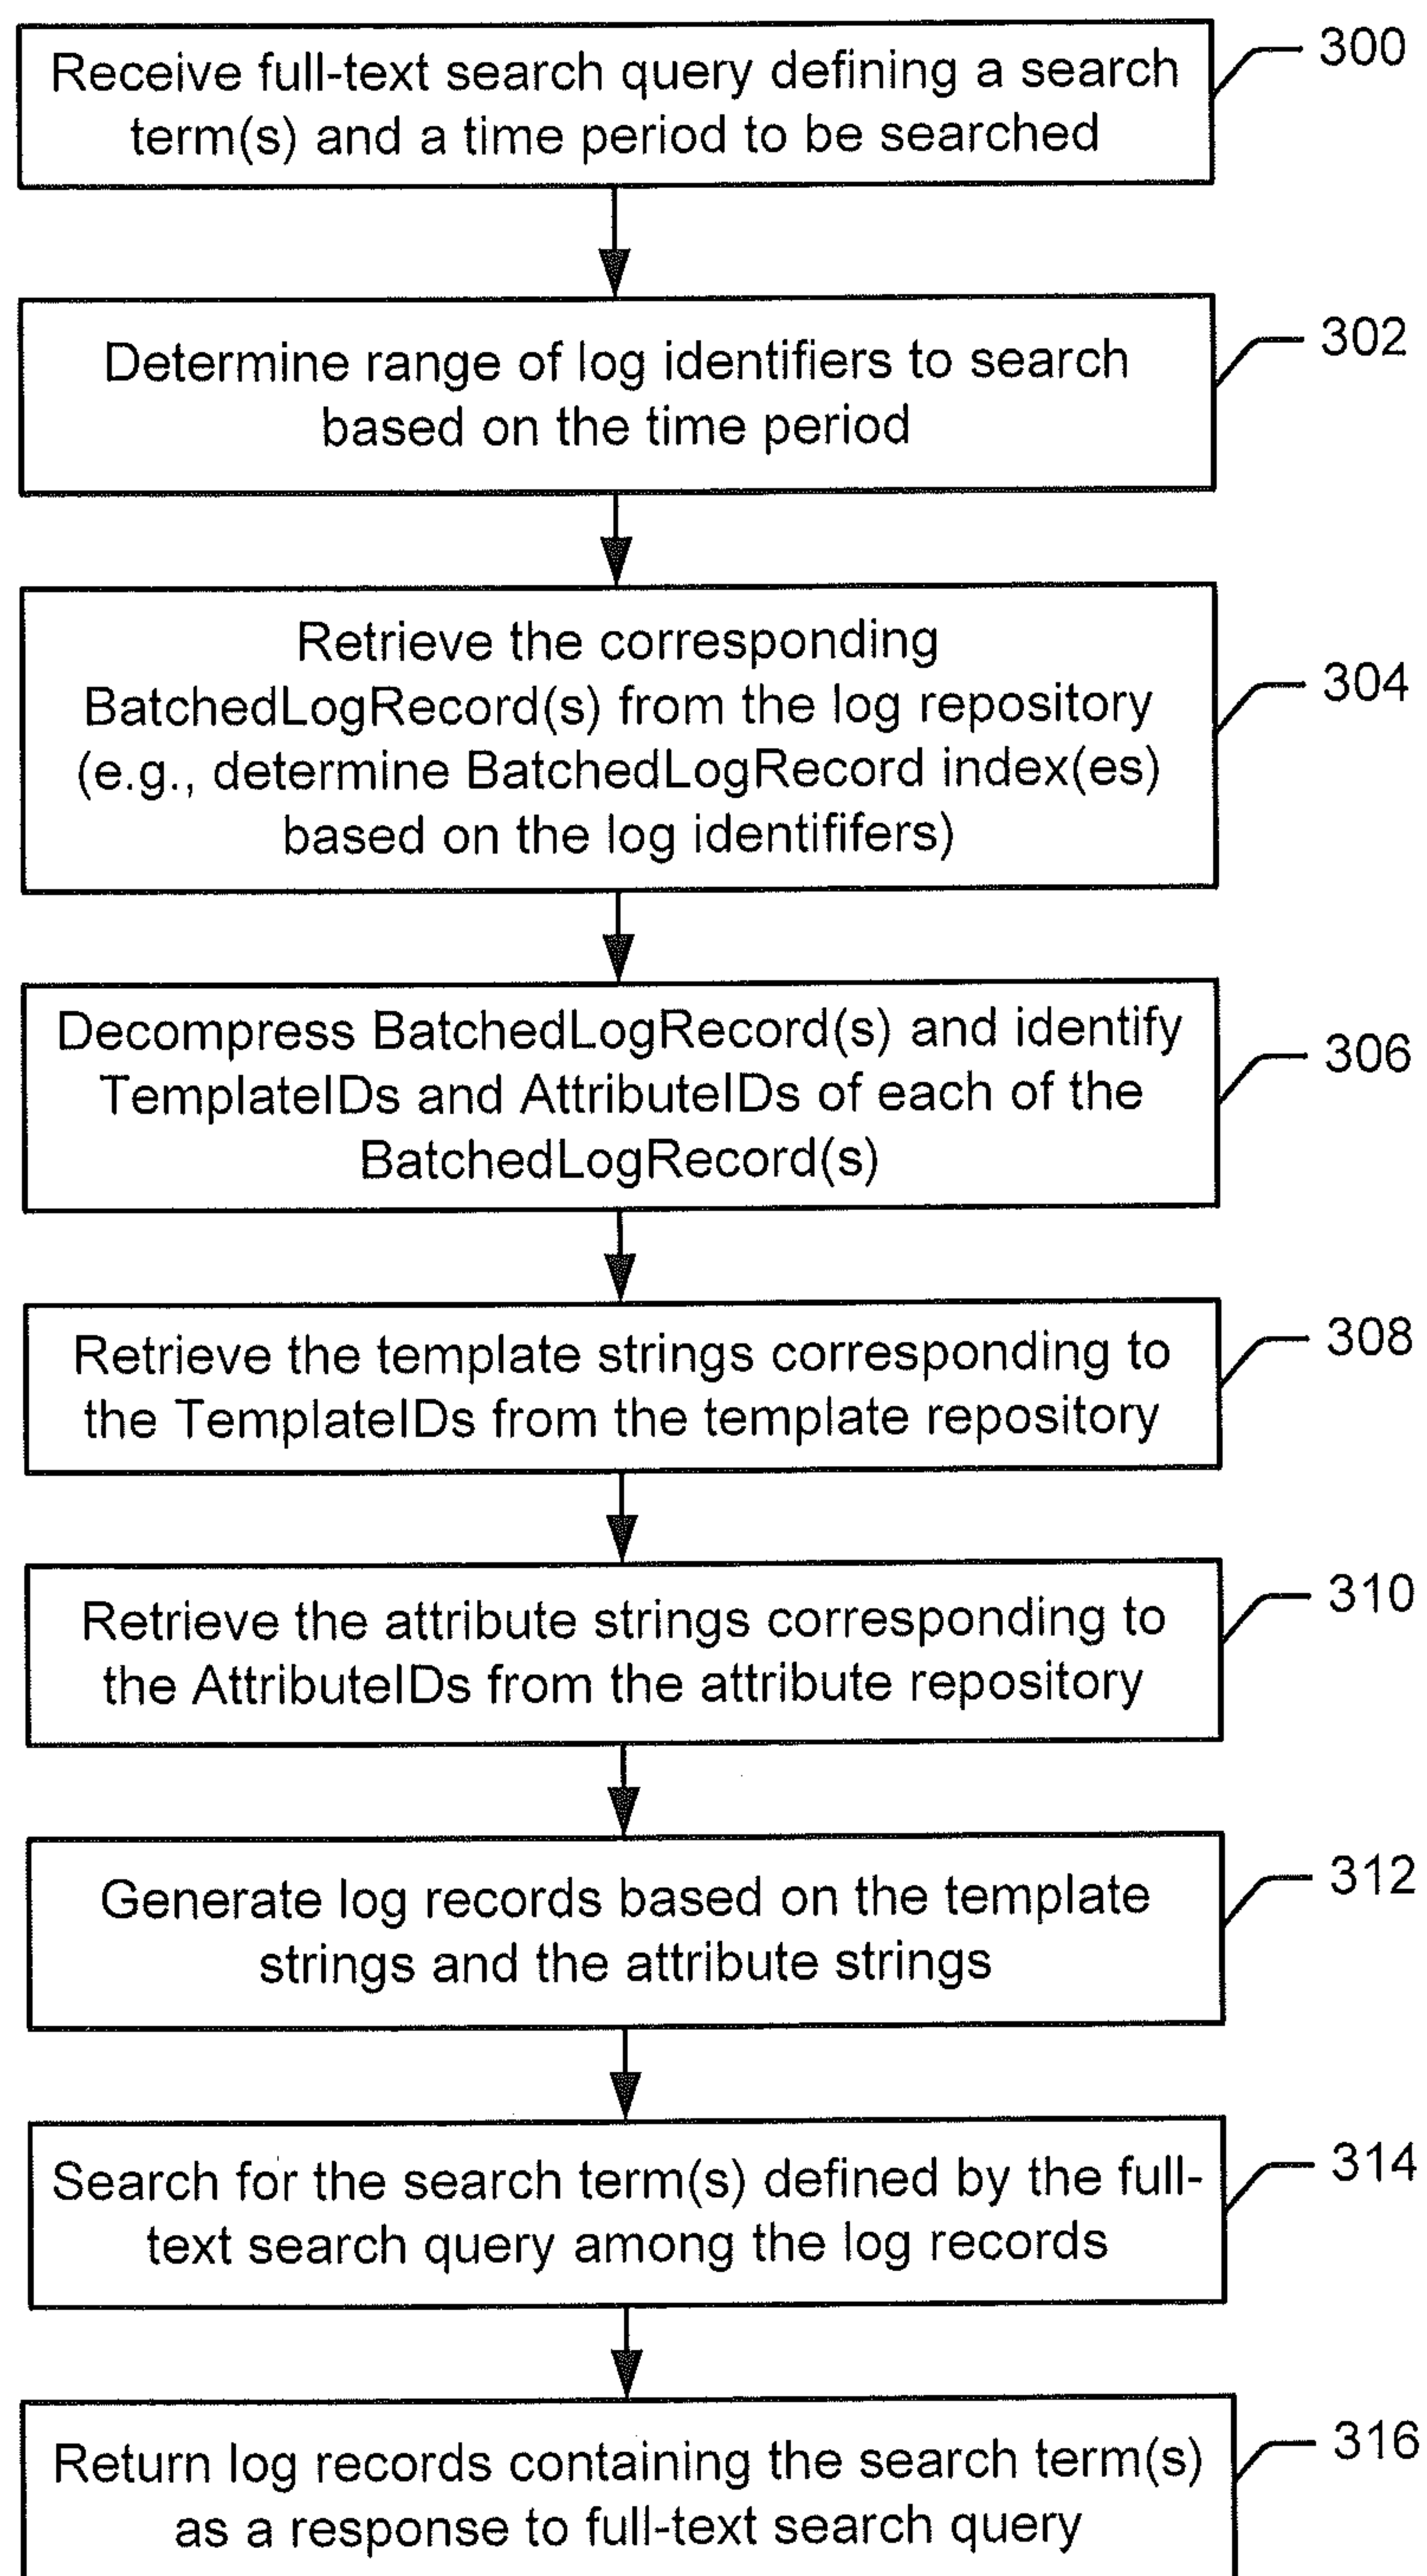 Receive full-text search query defining a search
term(s) and a time period to be searched
300
Determine range of log identifiers to search
based on the time period
302
Retrieve the corresponding
BatchedLogRecord(s) from the log repository
(e.g., determine BatchedLogRecord index(es)
based on the log identififers)
304
Decompress BatchedLogRecord(s) and identify
TemplateIDs and AttributeIDs of each of the
BatchedLogRecord(s)
306
Retrieve the template strings corresponding to
the TemplateIDs from the template repository
308
Retrieve the attribute strings corresponding to
the AttributeIDs from the attribute repository
310
Generate log records based on the template
strings and the attribute strings
312
Search for the search term(s) defined by the full-
text search query among the log records
314
Return log records containing the search term(s)
as a response to full-text search query
316